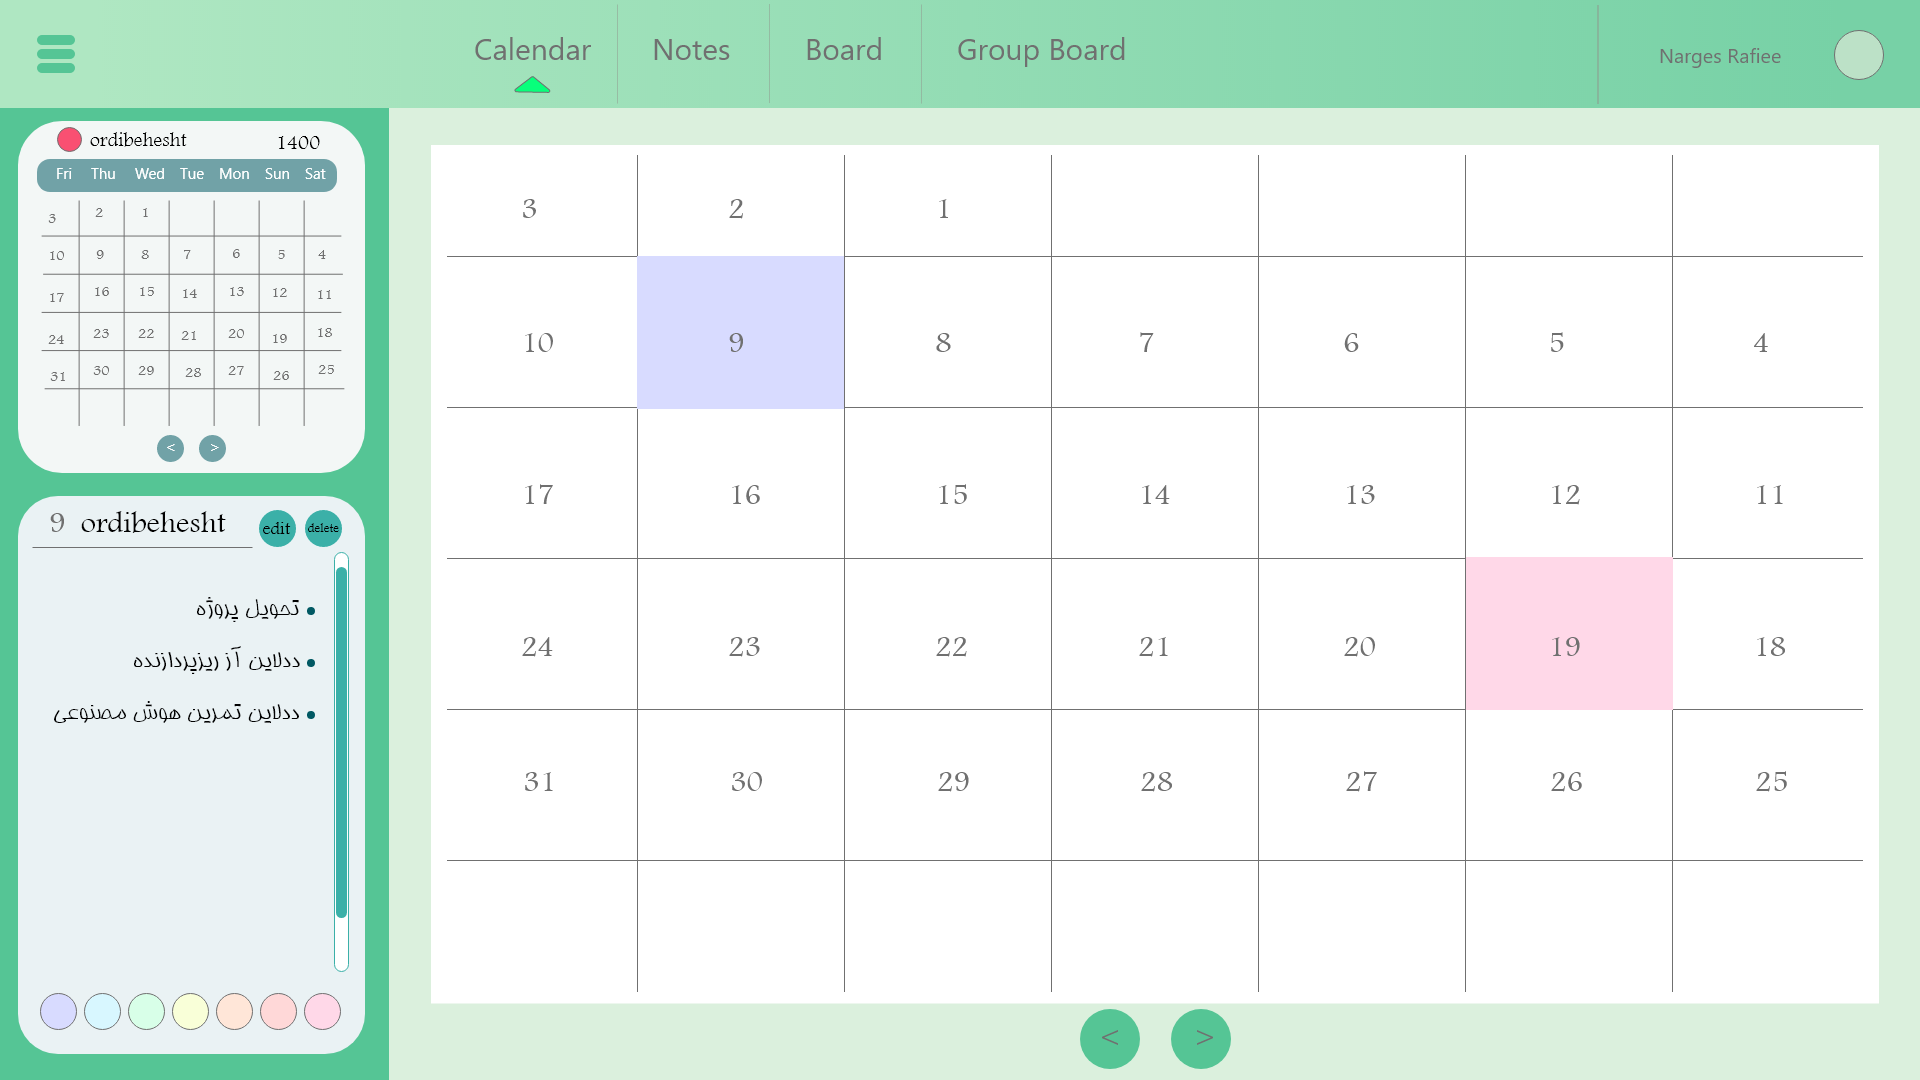 Calendar Notes Board Group Board Narges Rafiee
ordibehesht 1400
Fri Thu Wed Tue Mon Sun Sat
3 2 1
10 9 8 7 6 5 4
17 16 15 14 13 12 11
24 23 22 21 20 19 18
31 30 29 28 27 26 25
< >
9 ordibehesht edit delete
تحویل پروژه
ددلاین آز ریزپردازنده
ددلاین تمرین هوش مصنوعی
3 2 1
10 9 8 7 6 5 4
17 16 15 14 13 12 11
24 23 22 21 20 19 18
31 30 29 28 27 26 25
< >